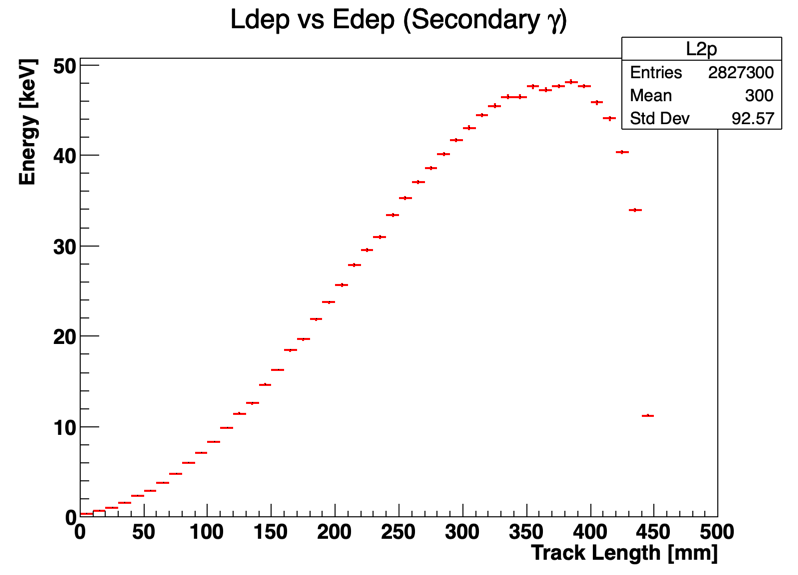 Ldep vs Edep (Secondary γ)
L2p
Entries 2827300
Mean 300
Std Dev 92.57
Energy [keV]
50
40
30
20
10
0
0 50 100 150 200 250 300 350 400 450 500
Track Length [mm]